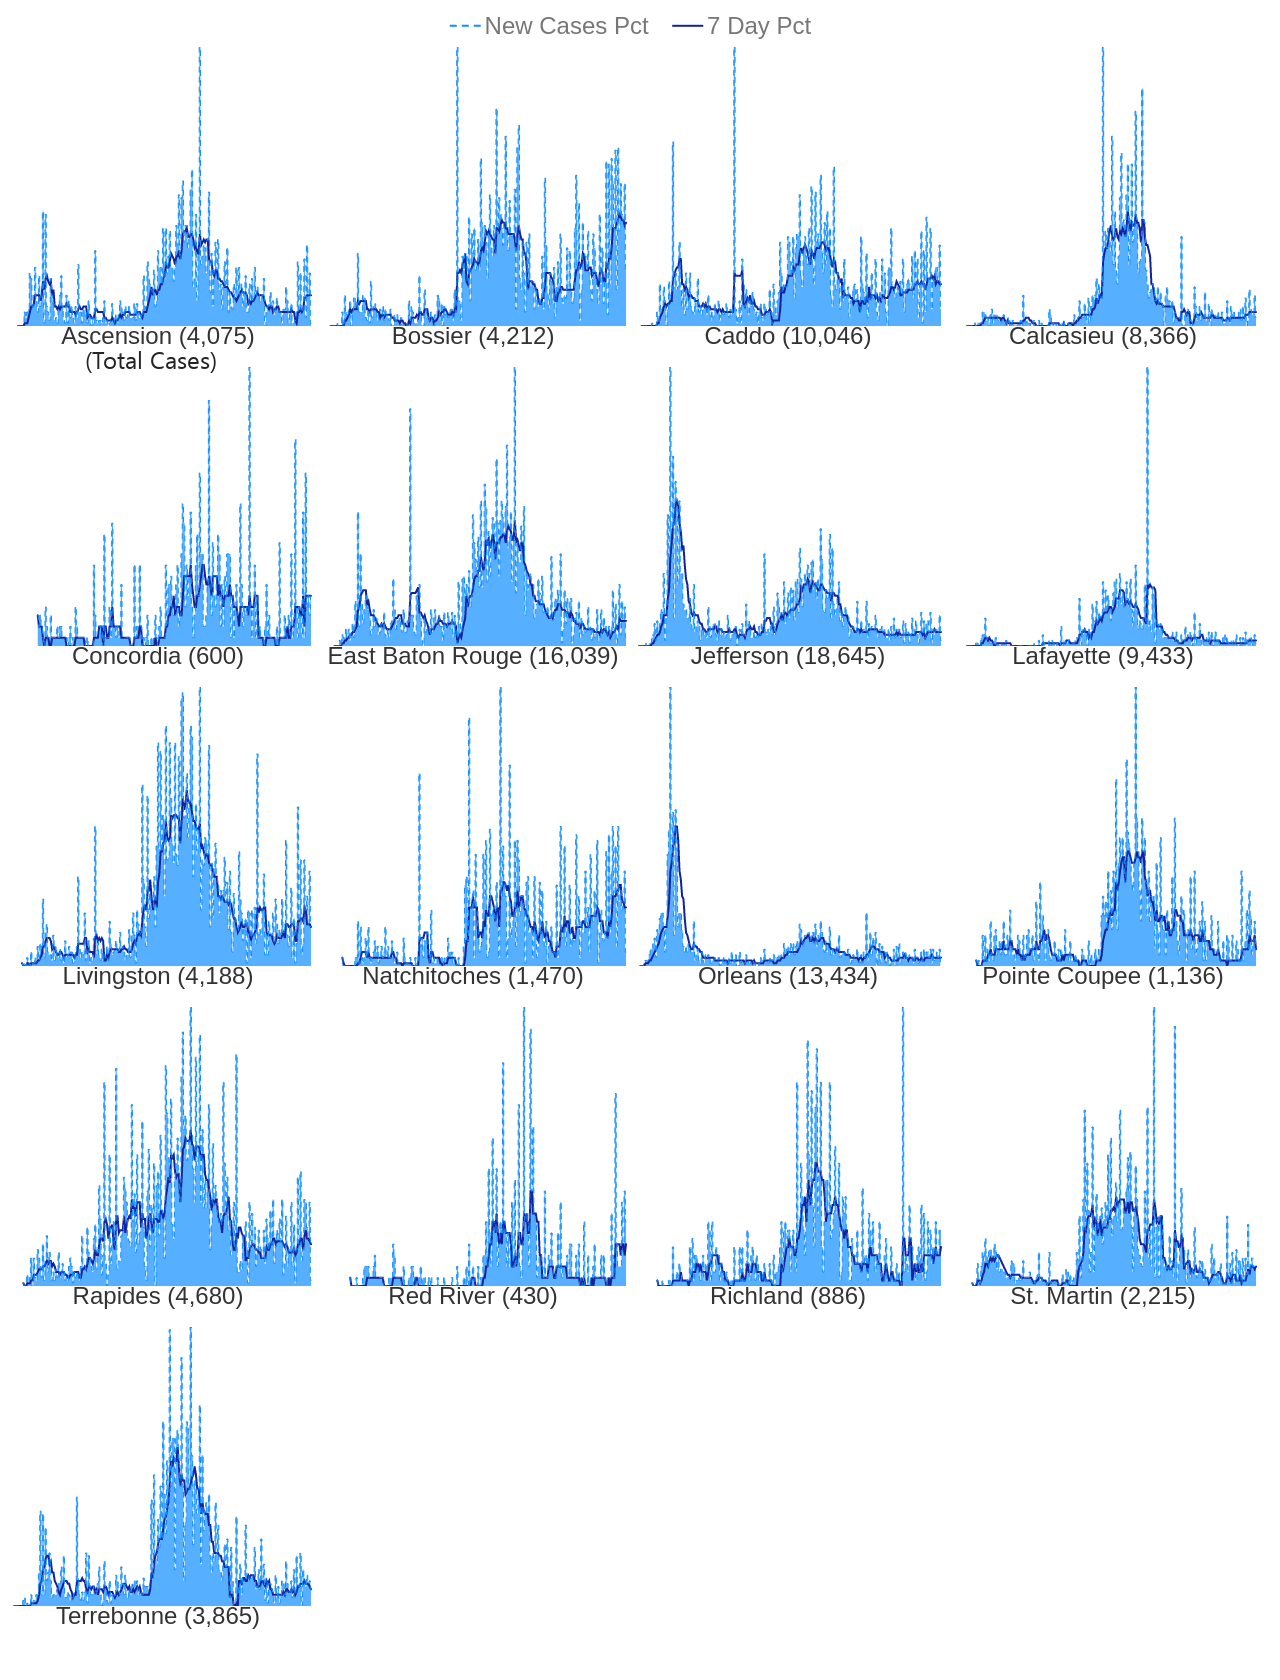 New Cases Pct 7 Day Pct
Ascension (4,075) Bossier (4,212) Caddo (10,046) Calcasieu (8,366)
(Total Cases)
Concordia (600) East Baton Rouge (16,039) Jefferson (18,645) Lafayette (9,433)
Livingston (4,188) Natchitoches (1,470) Orleans (13,434) Pointe Coupee (1,136)
Rapides (4,680) Red River (430) Richland (886) St. Martin (2,215)
Terrebonne (3,865)